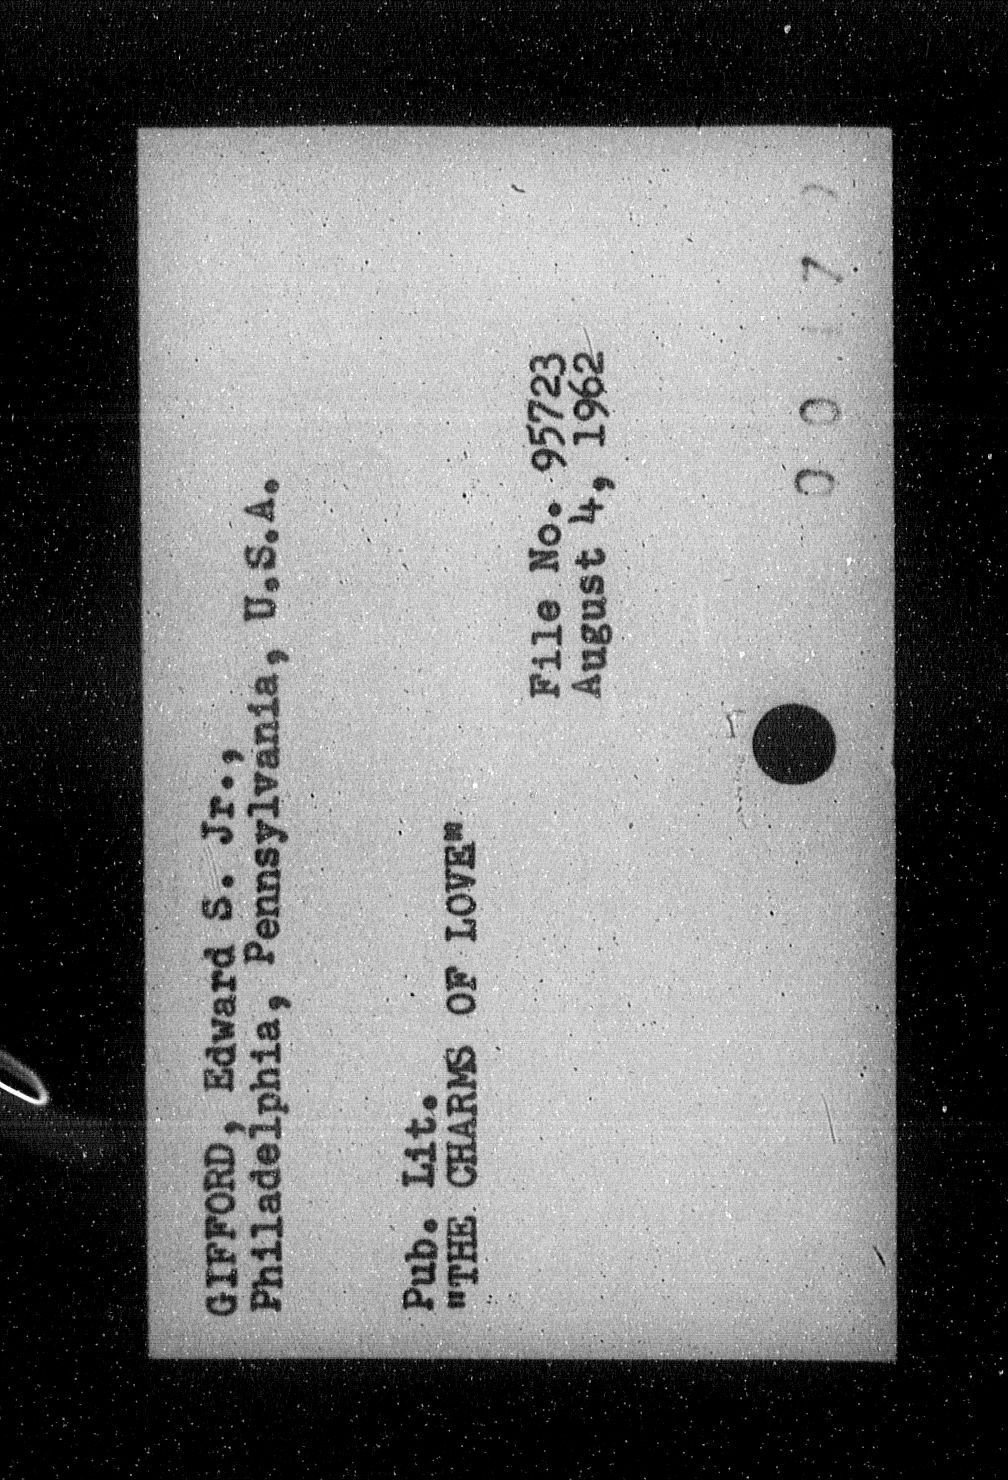 GIFFORD, Edward S. Jr.,
Philadelphia, Pennsylvania, U.S.A.
Pub. Lit.
"THE CHARMS OF LOVE"
File No. 95723
August 4, 1962